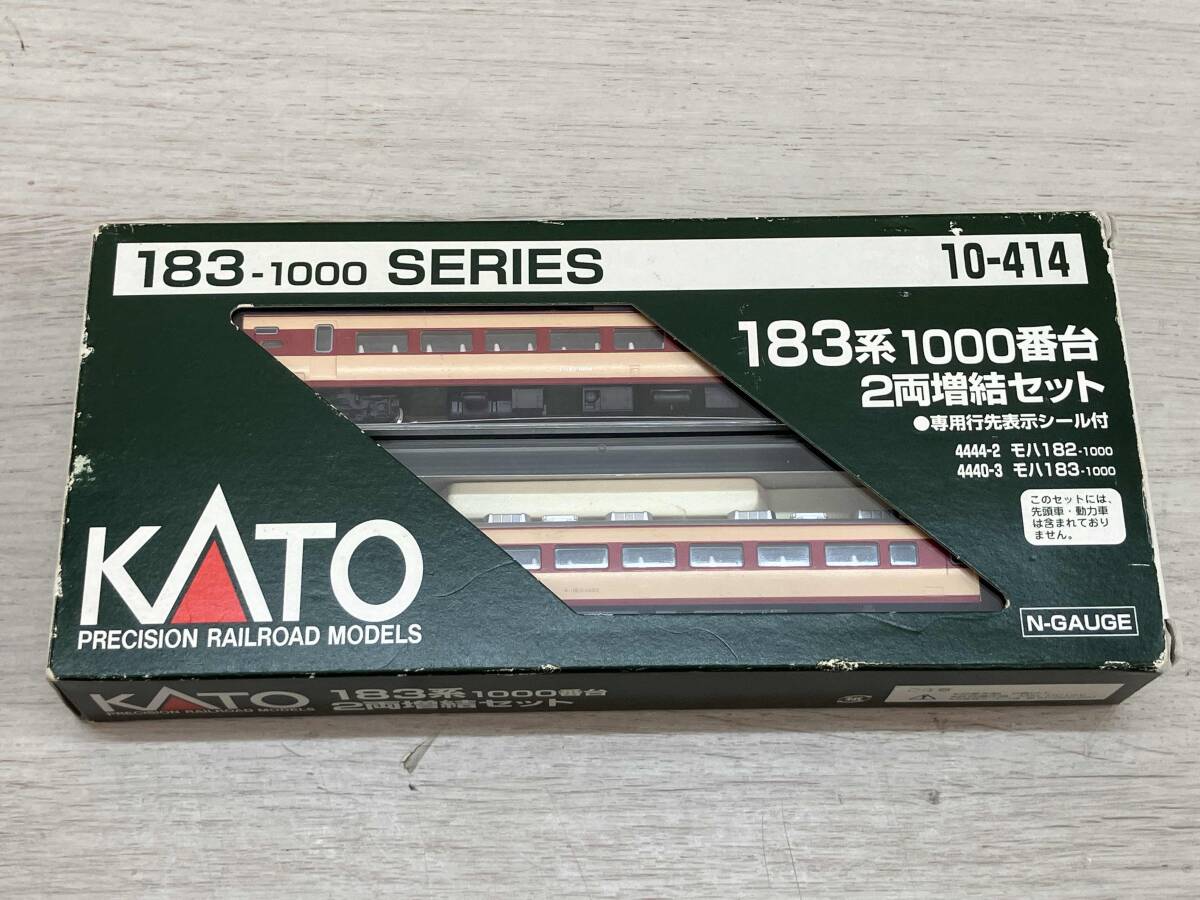 183-1000 SERIES
10-414
183系1000番台
2両増結セット
●専用行先表示シール付
4444-2 モハ182-1000
4440-3 モハ183-1000
このセットには、
先頭車・動力車
は含まれており
ません。
KATO
PRECISION RAILROAD MODELS
N-GAUGE
KATO
PRECISION RAILROAD MODELS
183系1000番台
2両増結セット